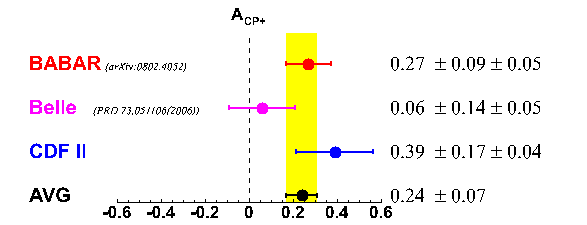 A_CP+
BABAR (arXiv:0802.4052) 0.27 ± 0.09 ± 0.05
Belle (PRD 73,051106(2006)) 0.06 ± 0.14 ± 0.05
CDF II 0.39 ± 0.17 ± 0.04
AVG 0.24 ± 0.07
-0.6 -0.4 -0.2 0 0.2 0.4 0.6